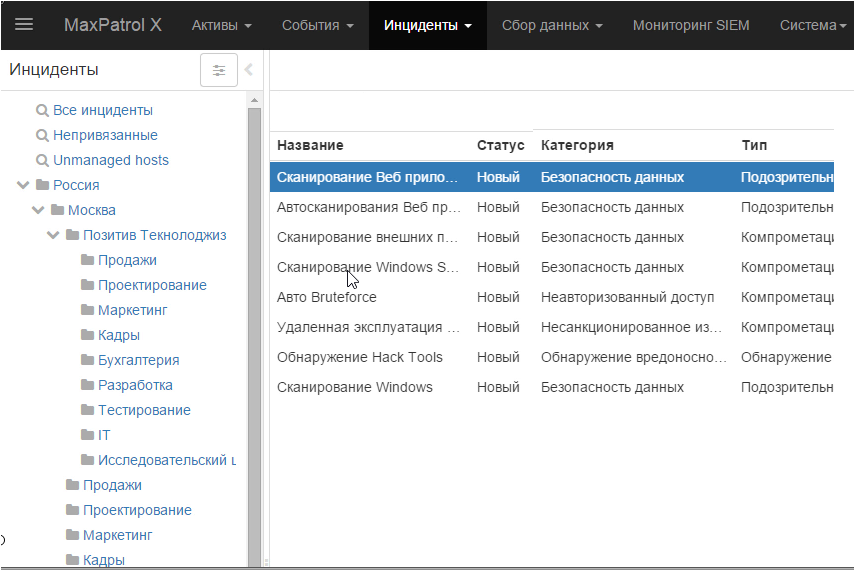 MaxPatrol X Активы События Инциденты Сбор данных Мониторинг SIEM Система
Инциденты
Все инциденты
Непривязанные
Unmanaged hosts
Россия
Москва
Позитив Текнолоджиз
Продажи
Проектирование
Маркетинг
Кадры
Бухгалтерия
Разработка
Тестирование
IT
Исследовательский ц
Продажи
Проектирование
Маркетинг
Кадры
Название Статус Категория Тип
Сканирование Веб прило... Новый Безопасность данных Подозрительн
Автосканирования Веб пр... Новый Безопасность данных Подозрительн
Сканирование внешних п... Новый Безопасность данных Компрометаци
Сканирование Windows S... Новый Безопасность данных Компрометаци
Авто Bruteforce Новый Неавторизованный доступ Компрометаци
Удаленная эксплуатация ... Новый Несанкционированное из... Компрометаци
Обнаружение Hack Tools Новый Обнаружение вредоносно... Обнаружение
Сканирование Windows Новый Безопасность данных Подозрительн